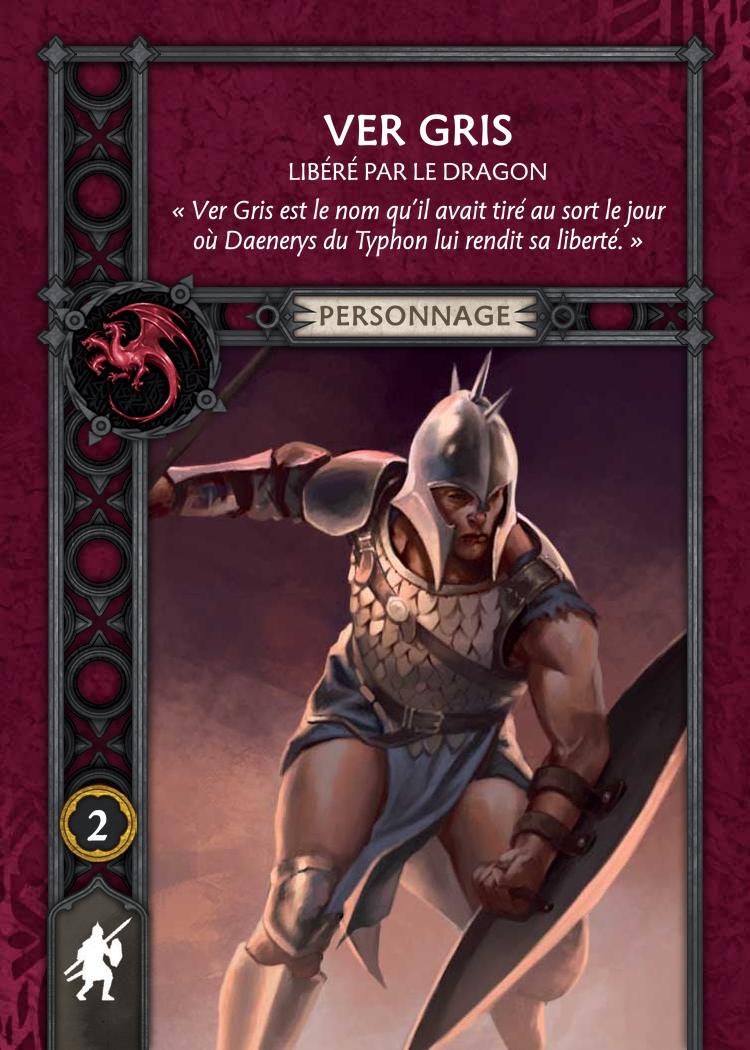 VER GRIS
LIBÉRÉ PAR LE DRAGON
« Ver Gris est le nom qu’il avait tiré au sort le jour
où Daenerys du Typhon lui rendit sa liberté. »
PERSONNAGE
2